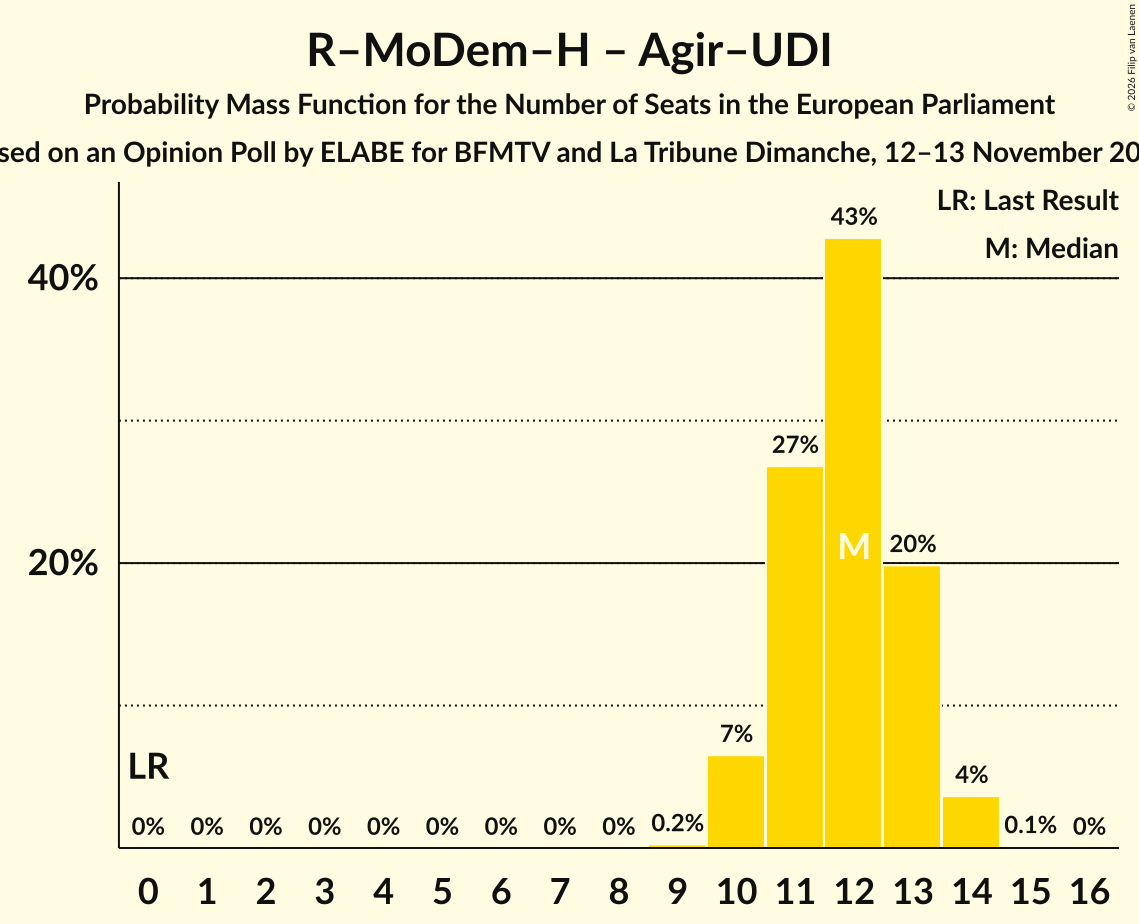 R–MoDem–H – Agir–UDI
Probability Mass Function for the Number of Seats in the European Parliament
sed on an Opinion Poll by ELABE for BFMTV and La Tribune Dimanche, 12–13 November 20
© 2026 Filip van Laenen
LR: Last Result
M: Median
43%
40%
27%
M
20%
20%
7%
LR
4%
0% 0% 0% 0% 0% 0% 0% 0% 0% 0.2% 0.1% 0%
0 1 2 3 4 5 6 7 8 9 10 11 12 13 14 15 16